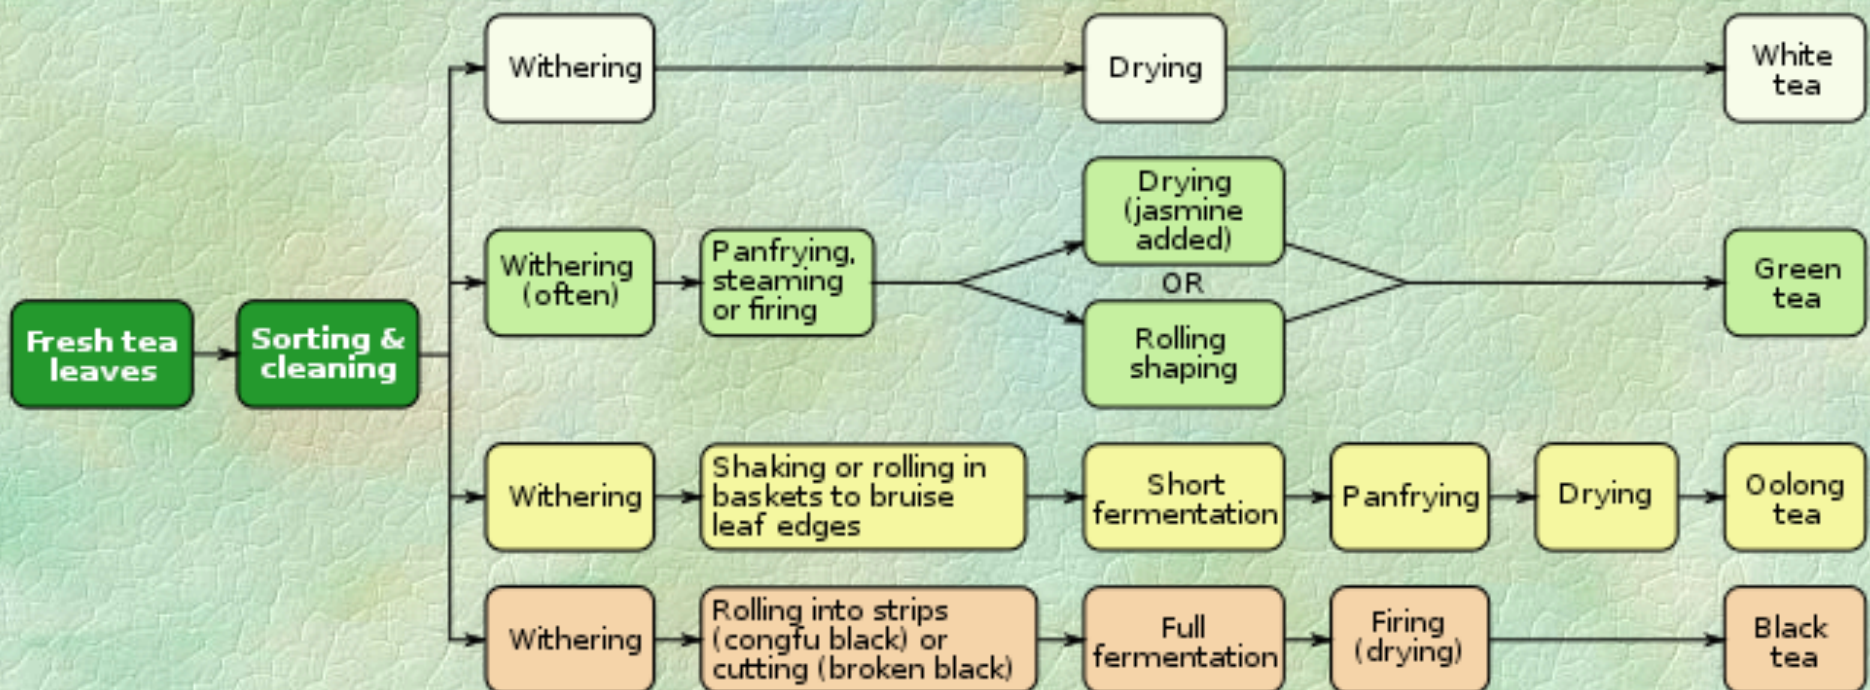 Fresh tea
leaves
Sorting &
cleaning
Withering
Drying
White
tea
Withering
(often)
Panfrying,
steaming
or firing
Drying
(jasmine
added)
OR
Rolling
shaping
Green
tea
Withering
Shaking or rolling in
baskets to bruise
leaf edges
Short
fermentation
Panfrying
Drying
Oolong
tea
Withering
Rolling into strips
(congfu black) or
cutting (broken black)
Full
fermentation
Firing
(drying)
Black
tea